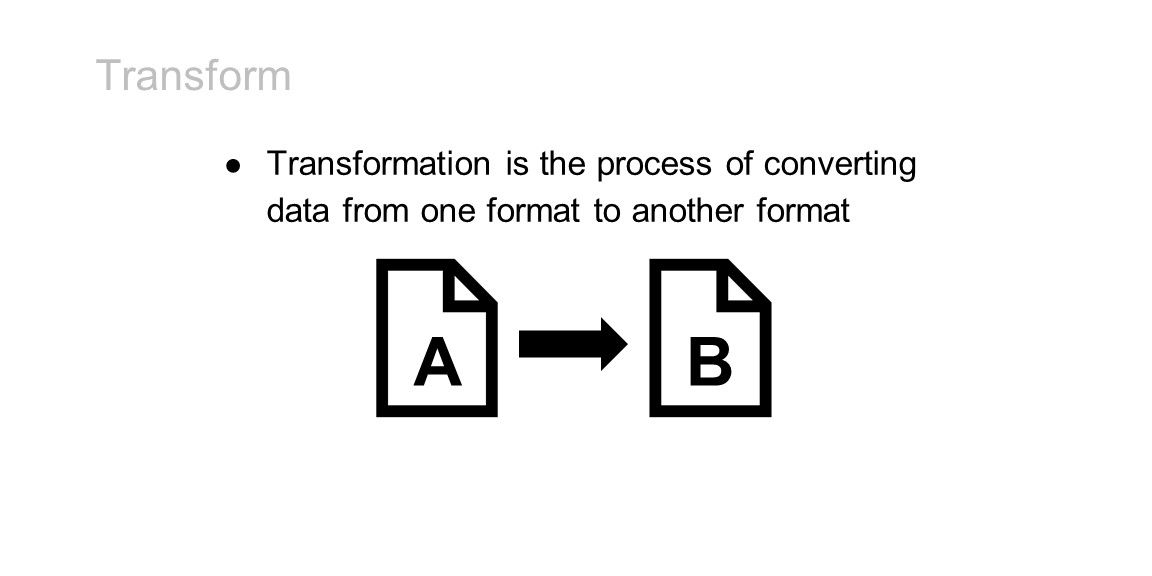 Transform
● Transformation is the process of converting
data from one format to another format
A B